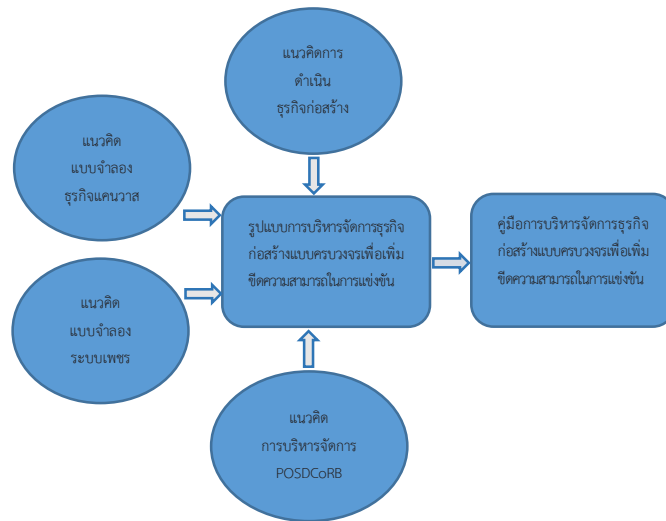 แนวคิดการ
ดำเนิน
ธุรกิจก่อสร้าง
แนวคิด
แบบจำลอง
ธุรกิจแคนวาส
รูปแบบการบริหารจัดการธุรกิจ
ก่อสร้างแบบครบวงจรเพื่อเพิ่ม
ขีดความสามารถในการแข่งขัน
คู่มือการบริหารจัดการธุรกิจ
ก่อสร้างแบบครบวงจรเพื่อเพิ่ม
ขีดความสามารถในการแข่งขัน
แนวคิด
แบบจำลอง
ระบบเพชร
แนวคิด
การบริหารจัดการ
POSDCoRB